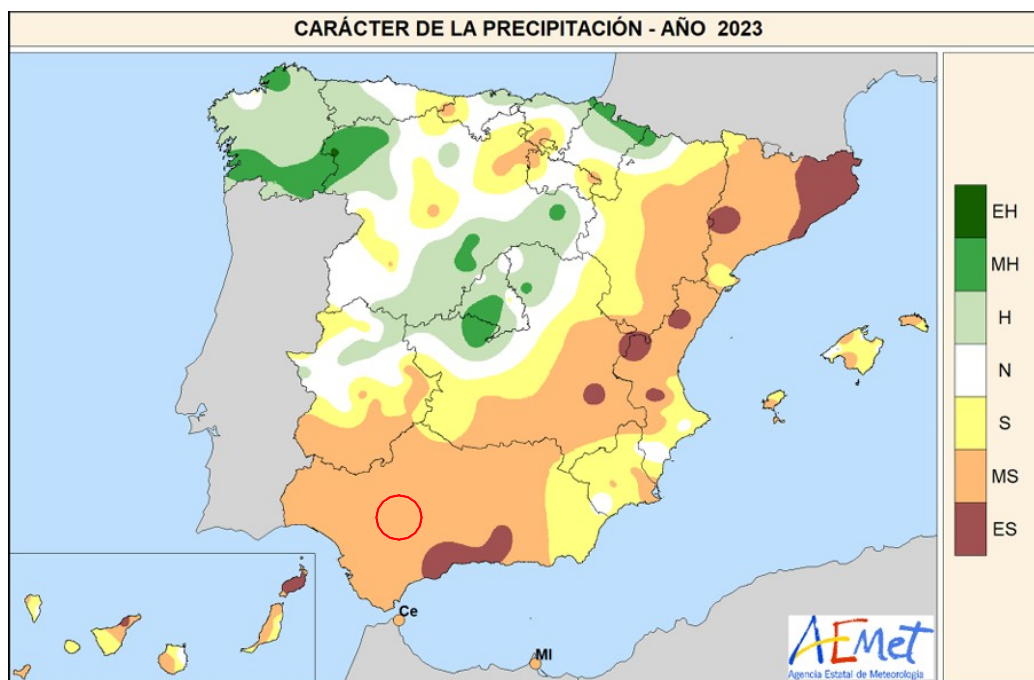 CARÁCTER DE LA PRECIPITACIÓN - AÑO 2023
EH
MH
H
N
S
MS
ES
Ce
Ml
AEMet
Agencia Estatal de Meteorología